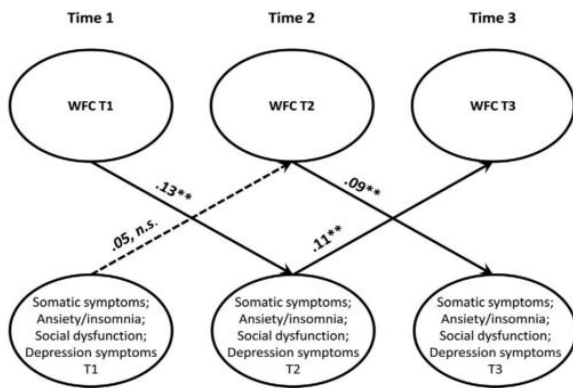 Time 1 Time 2 Time 3
WFC T1 WFC T2 WFC T3
.13**
.09**
.05, n.s.
.11**
Somatic symptoms;
Ansiety/insomnia;
Social dysfunction;
Depression symptoms
T1
Somatic symptoms;
Ansiety/insomnia;
Social dysfunction;
Depression symptoms
T2
Somatic symptoms;
Ansiety/insomnia;
Social dysfunction;
Depression symptoms
T3